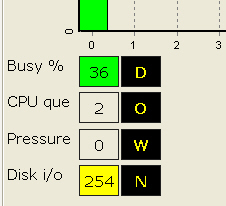 0
0 1 2 3
Busy % 36 D
CPU que 2 O
Pressure 0 W
Disk i/o 254 N